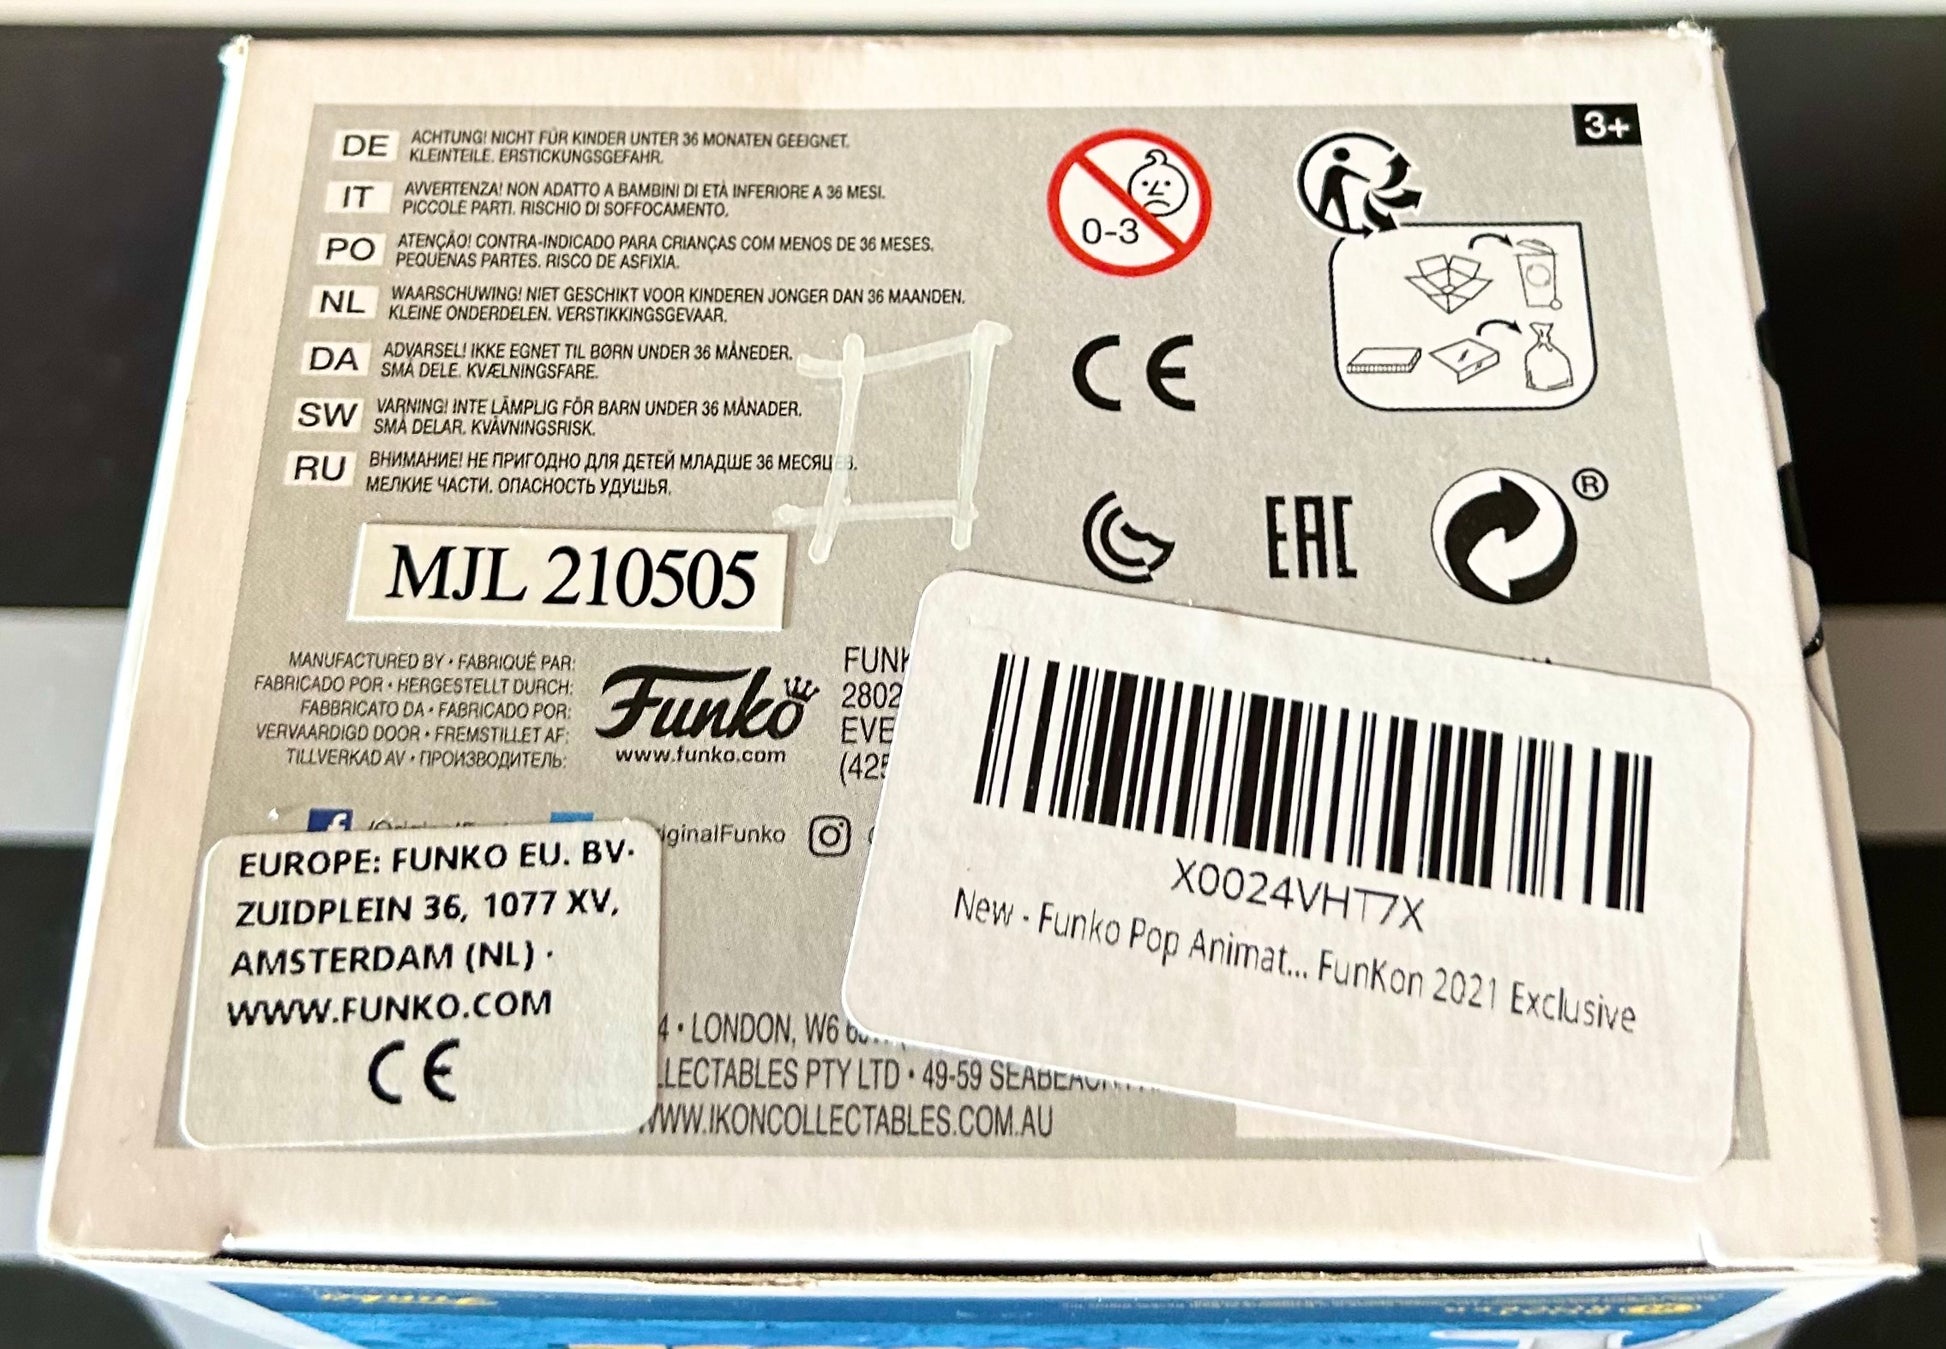 3+
DE ACHTUNG! NICHT FÜR KINDER UNTER 36 MONATEN GEEIGNET.
KLEINTEILE. ERSTICKUNGSGEFAHR.
IT AVVERTENZA! NON ADATTO A BAMBINI DI ETÀ INFERIORE A 36 MESI.
PICCOLE PARTI. RISCHIO DI SOFFOCAMENTO.
PO ATENÇÃO! CONTRA-INDICADO PARA CRIANÇAS COM MENOS DE 36 MESES.
PEQUENAS PARTES. RISCO DE ASFIXIA.
NL WAARSCHUWING! NIET GESCHIKT VOOR KINDEREN JONGER DAN 36 MAANDEN.
KLEINE ONDERDELEN. VERSTIKKINGSGEVAAR.
DA ADVARSEL! IKKE EGNET TIL BØRN UNDER 36 MÅNEDER.
SMÅ DELE. KVÆLNINGSFARE.
SW VARNING! INTE LÄMPLIG FÖR BARN UNDER 36 MÅNADER.
SMÅ DELAR. KVÄVNINGSRISK.
RU ВНИМАНИЕ! НЕ ПРИГОДНО ДЛЯ ДЕТЕЙ МЛАДШЕ 36 МЕСЯЦЕВ.
МЕЛКИЕ ЧАСТИ. ОПАСНОСТЬ УДУШЬЯ.
0-3
CE
EAC
®
MJL 210505
MANUFACTURED BY • FABRIQUÉ PAR:
FABRICADO POR • HERGESTELLT DURCH:
FABBRICATO DA • FABRICADO POR:
VERVAARDIGD DOOR • FREMSTILLET AF:
TILLVERKAD AV • ПРОИЗВОДИТЕЛЬ:
Funko
www.funko.com
FUNK
2802
EVE
(425
iginalFunko
EUROPE: FUNKO EU. BV·
ZUIDPLEIN 36, 1077 XV,
AMSTERDAM (NL) ·
WWW.FUNKO.COM
CE
4 • LONDON, W6
LLECTABLES PTY LTD • 49-59
WWW.IKONCOLLECTABLES.COM.AU
X0024VHT7X
New - Funko Pop Animat... FunKon 2021 Exclusive